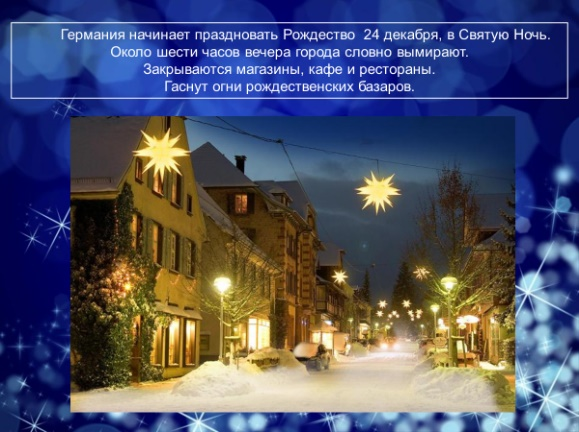 Германия начинает праздновать Рождество 24 декабря, в Святую Ночь.
Около шести часов вечера города словно вымирают.
Закрываются магазины, кафе и рестораны.
Гаснут огни рождественских базаров.